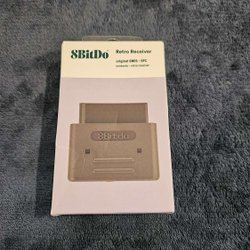 8BitDo
Retro Receiver
original SNES · SFC
8BitDo